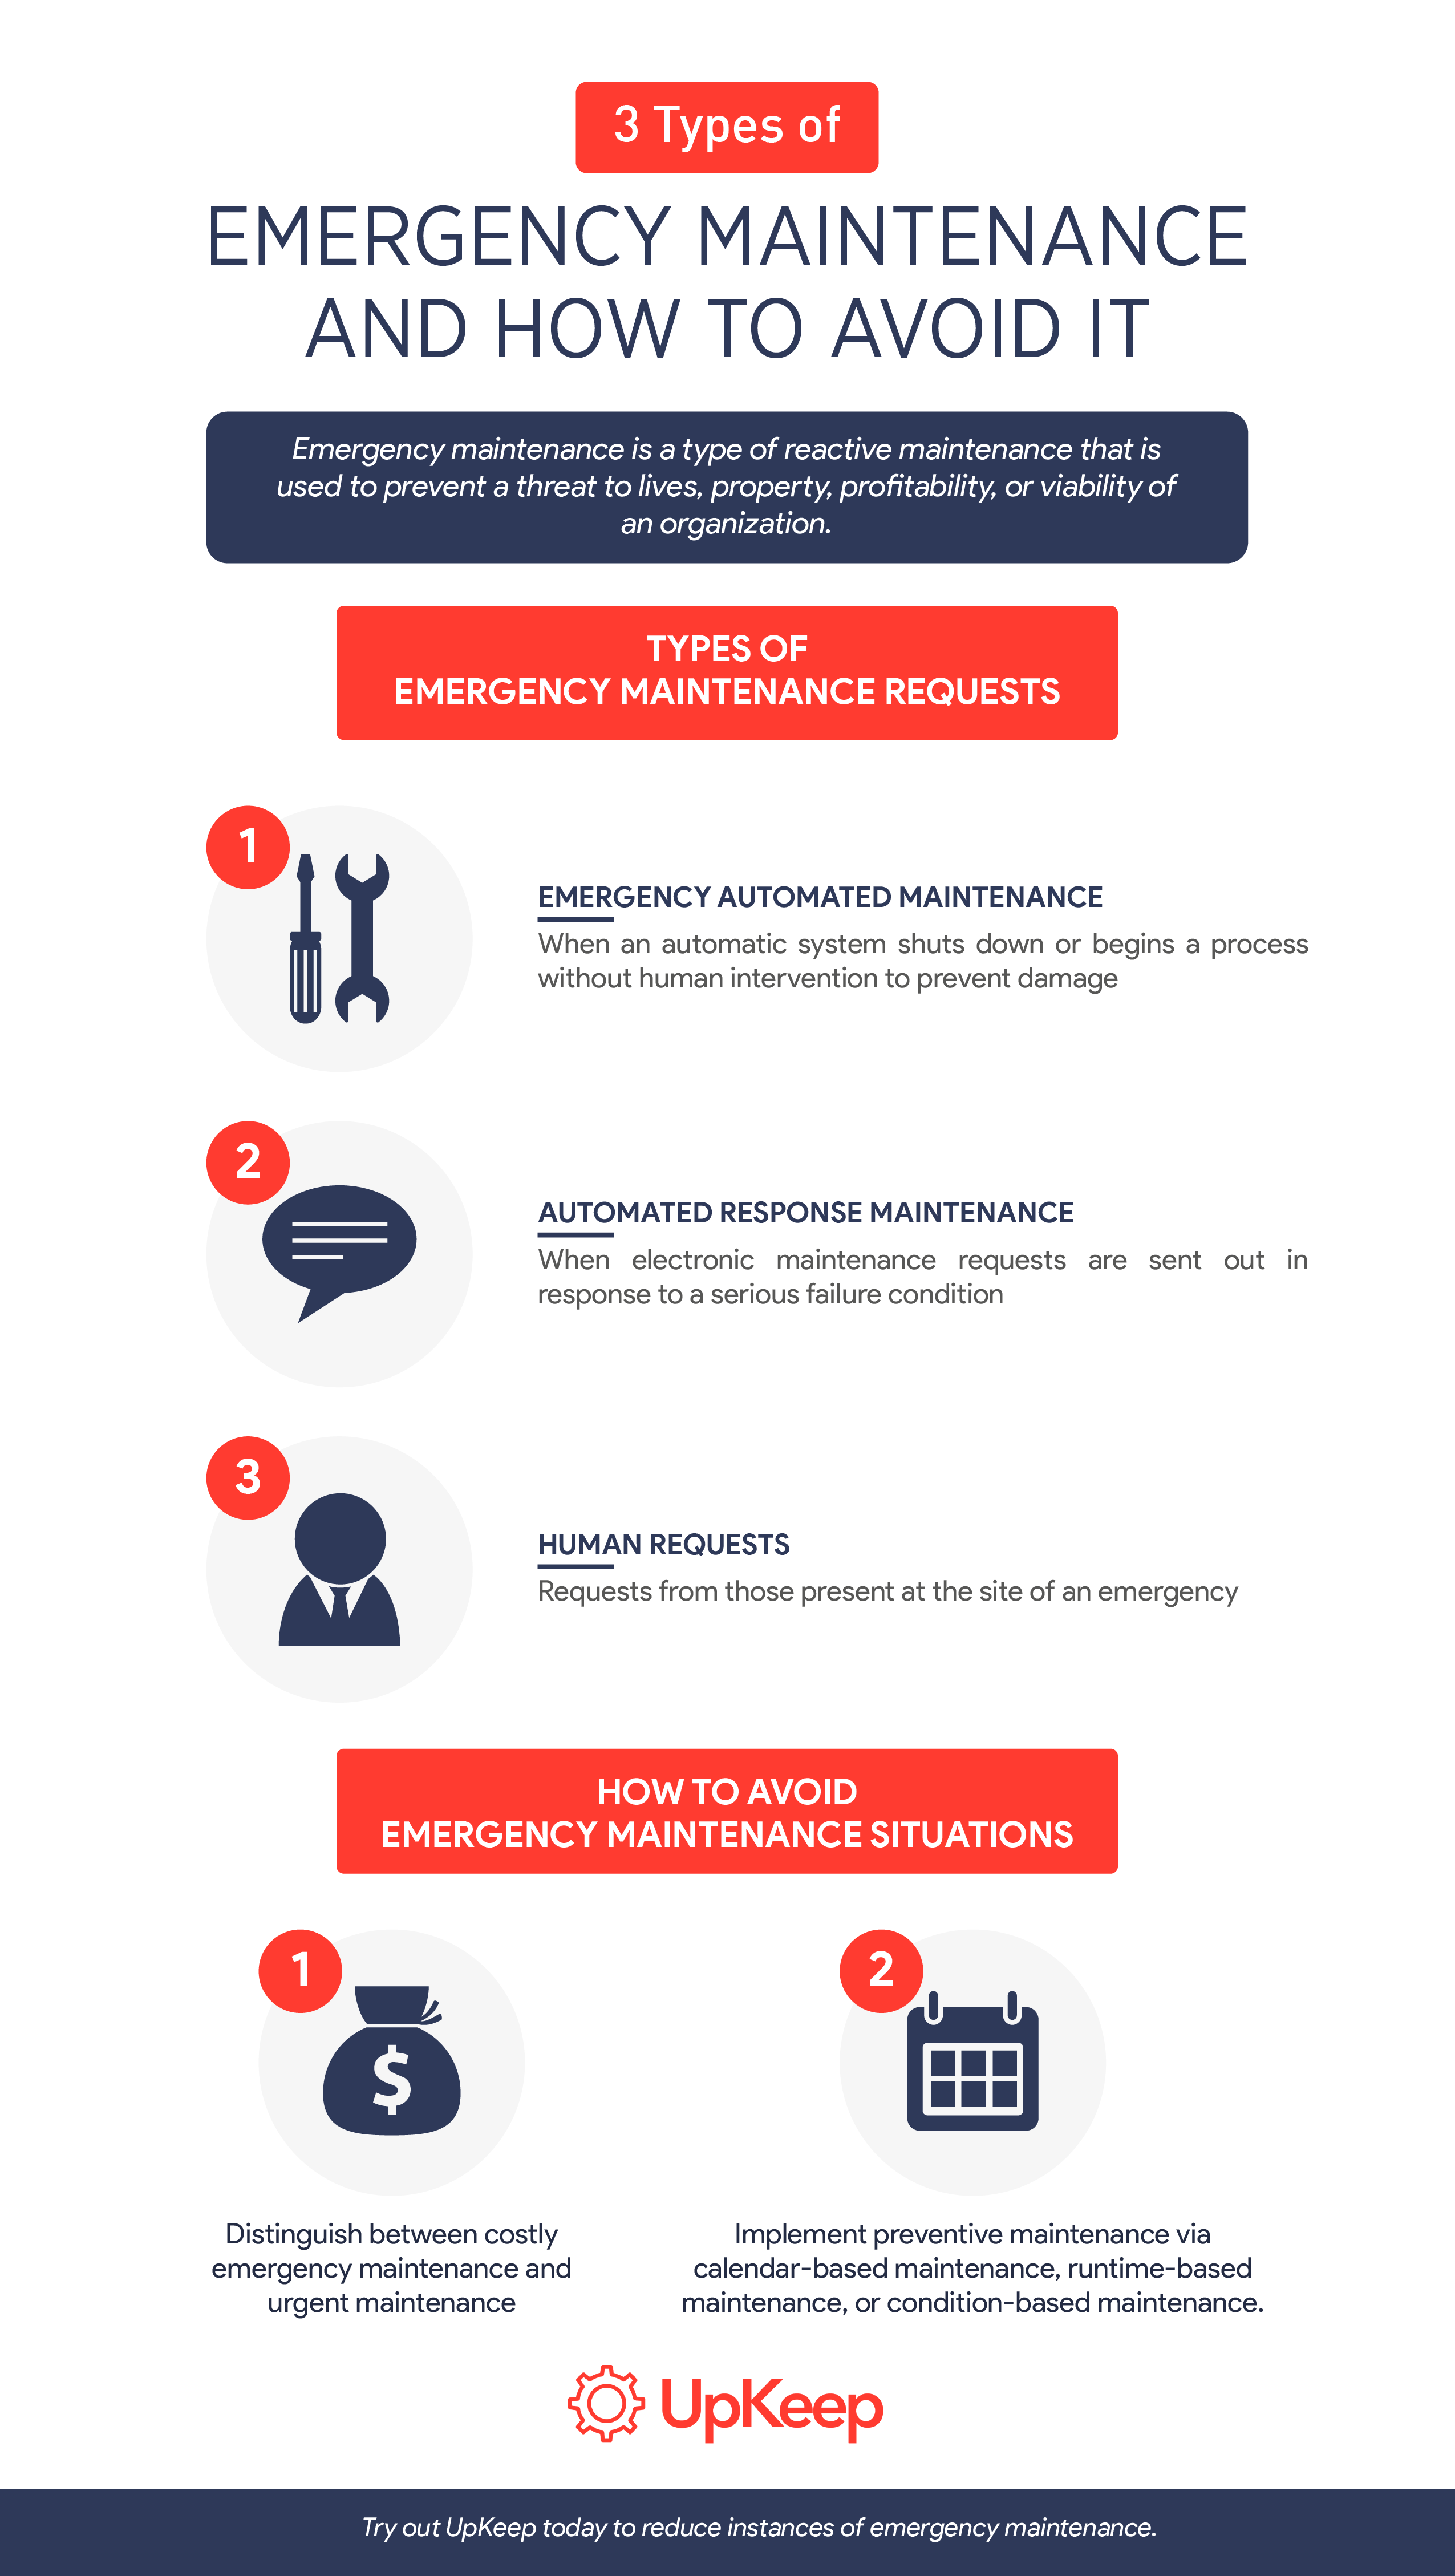 3 Types of
EMERGENCY MAINTENANCE
AND HOW TO AVOID IT
Emergency maintenance is a type of reactive maintenance that is
used to prevent a threat to lives, property, profitability, or viability of
an organization.
TYPES OF
EMERGENCY MAINTENANCE REQUESTS
1
EMERGENCY AUTOMATED MAINTENANCE
When an automatic system shuts down or begins a process
without human intervention to prevent damage
2
AUTOMATED RESPONSE MAINTENANCE
When electronic maintenance requests are sent out in
response to a serious failure condition
3
HUMAN REQUESTS
Requests from those present at the site of an emergency
HOW TO AVOID
EMERGENCY MAINTENANCE SITUATIONS
1
$
Distinguish between costly
emergency maintenance and
urgent maintenance
2
Implement preventive maintenance via
calendar-based maintenance, runtime-based
maintenance, or condition-based maintenance.
UpKeep
Try out UpKeep today to reduce instances of emergency maintenance.